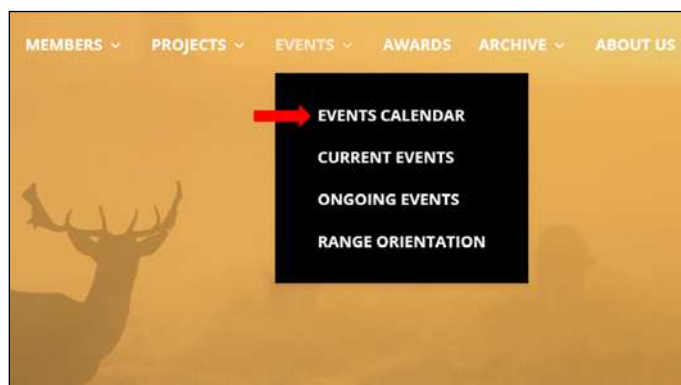 MEMBERS PROJECTS EVENTS AWARDS ARCHIVE ABOUT US
EVENTS CALENDAR
CURRENT EVENTS
ONGOING EVENTS
RANGE ORIENTATION